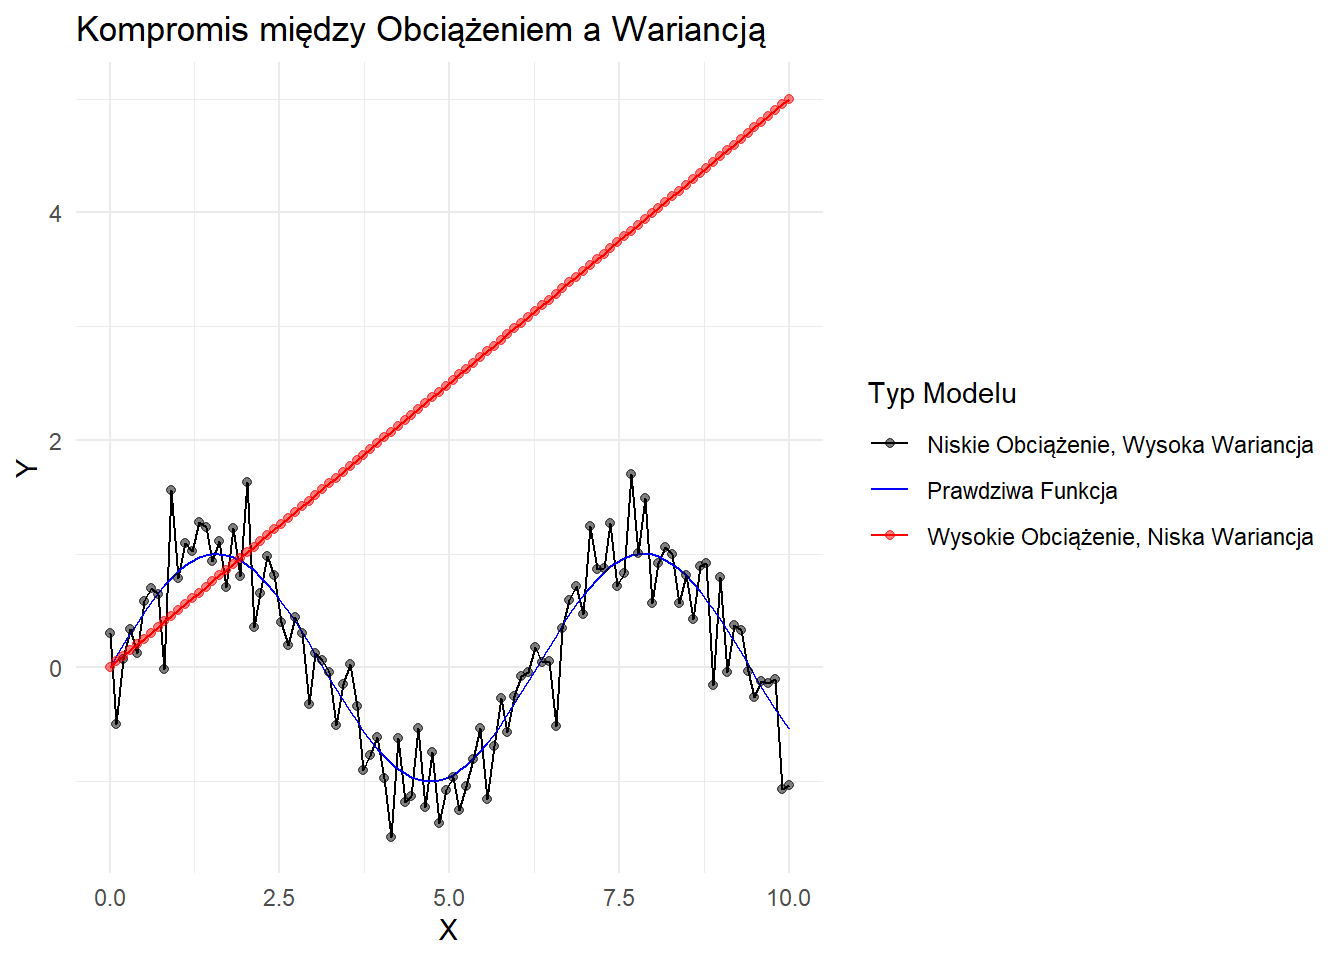 Kompromis między Obciążeniem a Wariancją
4
2
0
Y
0.0 2.5 5.0 7.5 10.0
X
Typ Modelu
Niskie Obciążenie, Wysoka Wariancja
Prawdziwa Funkcja
Wysokie Obciążenie, Niska Wariancja